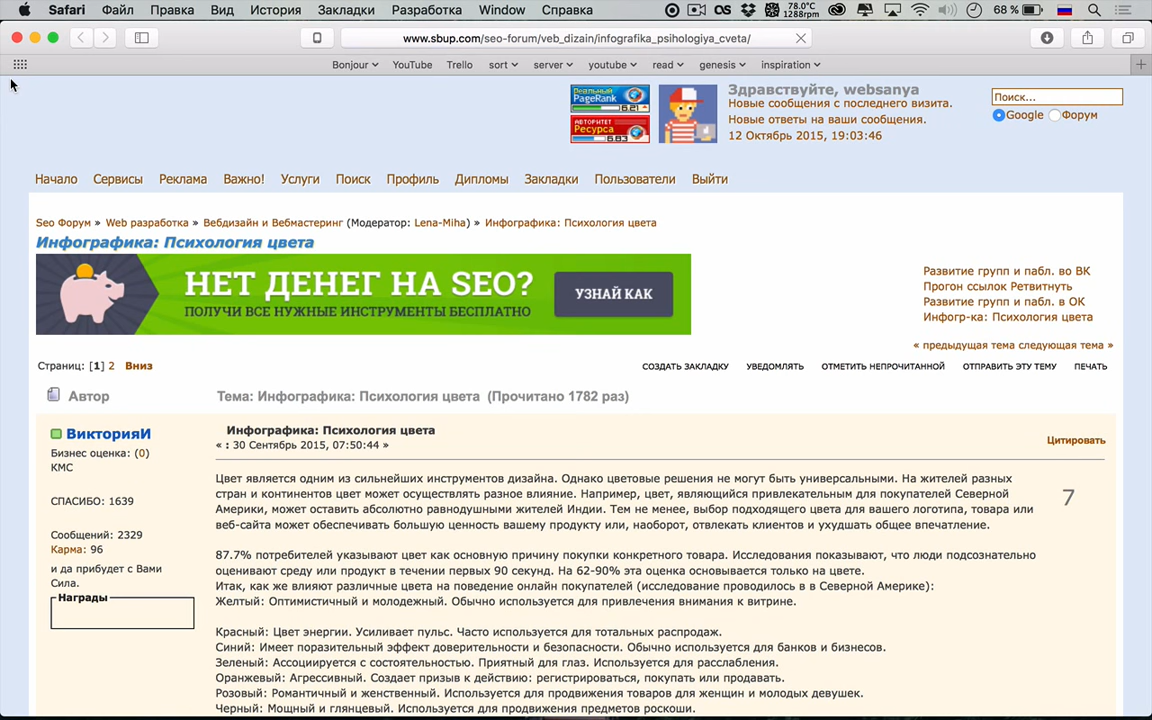 Safari Файл Правка Вид История Закладки Разработка Window Справка 78.0°C 1288rpm 68 %
www.sbup.com/seo-forum/veb_dizain/infografika_psihologiya_cveta/
Bonjour YouTube Trello sort server youtube read genesis inspiration
Реальный PageRank 6.21
АВТОРИТЕТ Ресурса 6.83
Здравствуйте, websanya
Новые сообщения с последнего визита.
Новые ответы на ваши сообщения.
12 Октябрь 2015, 19:03:46
Поиск...
Google Форум
Начало Сервисы Реклама Важно! Услуги Поиск Профиль Дипломы Закладки Пользователи Выйти
Seo Форум » Web разработка » Вебдизайн и Вебмастеринг (Модератор: Lena-Miha) » Инфографика: Психология цвета
Инфографика: Психология цвета
НЕТ ДЕНЕГ НА SEO?
ПОЛУЧИ ВСЕ НУЖНЫЕ ИНСТРУМЕНТЫ БЕСПЛАТНО
УЗНАЙ КАК
Развитие групп и пабл. во ВК
Прогон ссылок Ретвитнуть
Развитие групп и пабл. в ОК
Инфогр-ка: Психология цвета
« предыдущая тема следующая тема »
Страниц: [1] 2 Вниз
СОЗДАТЬ ЗАКЛАДКУ УВЕДОМЛЯТЬ ОТМЕТИТЬ НЕПРОЧИТАННОЙ ОТПРАВИТЬ ЭТУ ТЕМУ ПЕЧАТЬ
Автор Тема: Инфографика: Психология цвета (Прочитано 1782 раз)
ВикторияИ
Бизнес оценка: (0)
КМС
СПАСИБО: 1639
Сообщений: 2329
Карма: 96
и да прибудет с Вами
Сила.
Награды
Инфографика: Психология цвета
« : 30 Сентябрь 2015, 07:50:44 »
Цитировать
7
Цвет является одним из сильнейших инструментов дизайна. Однако цветовые решения не могут быть универсальными. На жителей разных
стран и континентов цвет может осуществлять разное влияние. Например, цвет, являющийся привлекательным для покупателей Северной
Америки, может оставить абсолютно равнодушными жителей Индии. Тем не менее, выбор подходящего цвета для вашего логотипа, товара или
веб-сайта может обеспечивать большую ценность вашему продукту или, наоборот, отвлекать клиентов и ухудшать общее впечатление.
87.7% потребителей указывают цвет как основную причину покупки конкретного товара. Исследования показывают, что люди подсознательно
оценивают среду или продукт в течении первых 90 секунд. На 62-90% эта оценка основывается только на цвете.
Итак, как же влияют различные цвета на поведение онлайн покупателей (исследование проводилось в в Северной Америке):
Желтый: Оптимистичный и молодежный. Обычно используется для привлечения внимания к витрине.
Красный: Цвет энергии. Усиливает пульс. Часто используется для тотальных распродаж.
Синий: Имеет поразительный эффект доверительности и безопасности. Обычно используется для банков и бизнесов.
Зеленый: Ассоциируется с состоятельностью. Приятный для глаз. Используется для расслабления.
Оранжевый: Агрессивный. Создает призыв к действию: регистрироваться, покупать или продавать.
Розовый: Романтичный и женственный. Используется для продвижения товаров для женщин и молодых девушек.
Черный: Мощный и глянцевый. Используется для продвижения предметов роскоши.